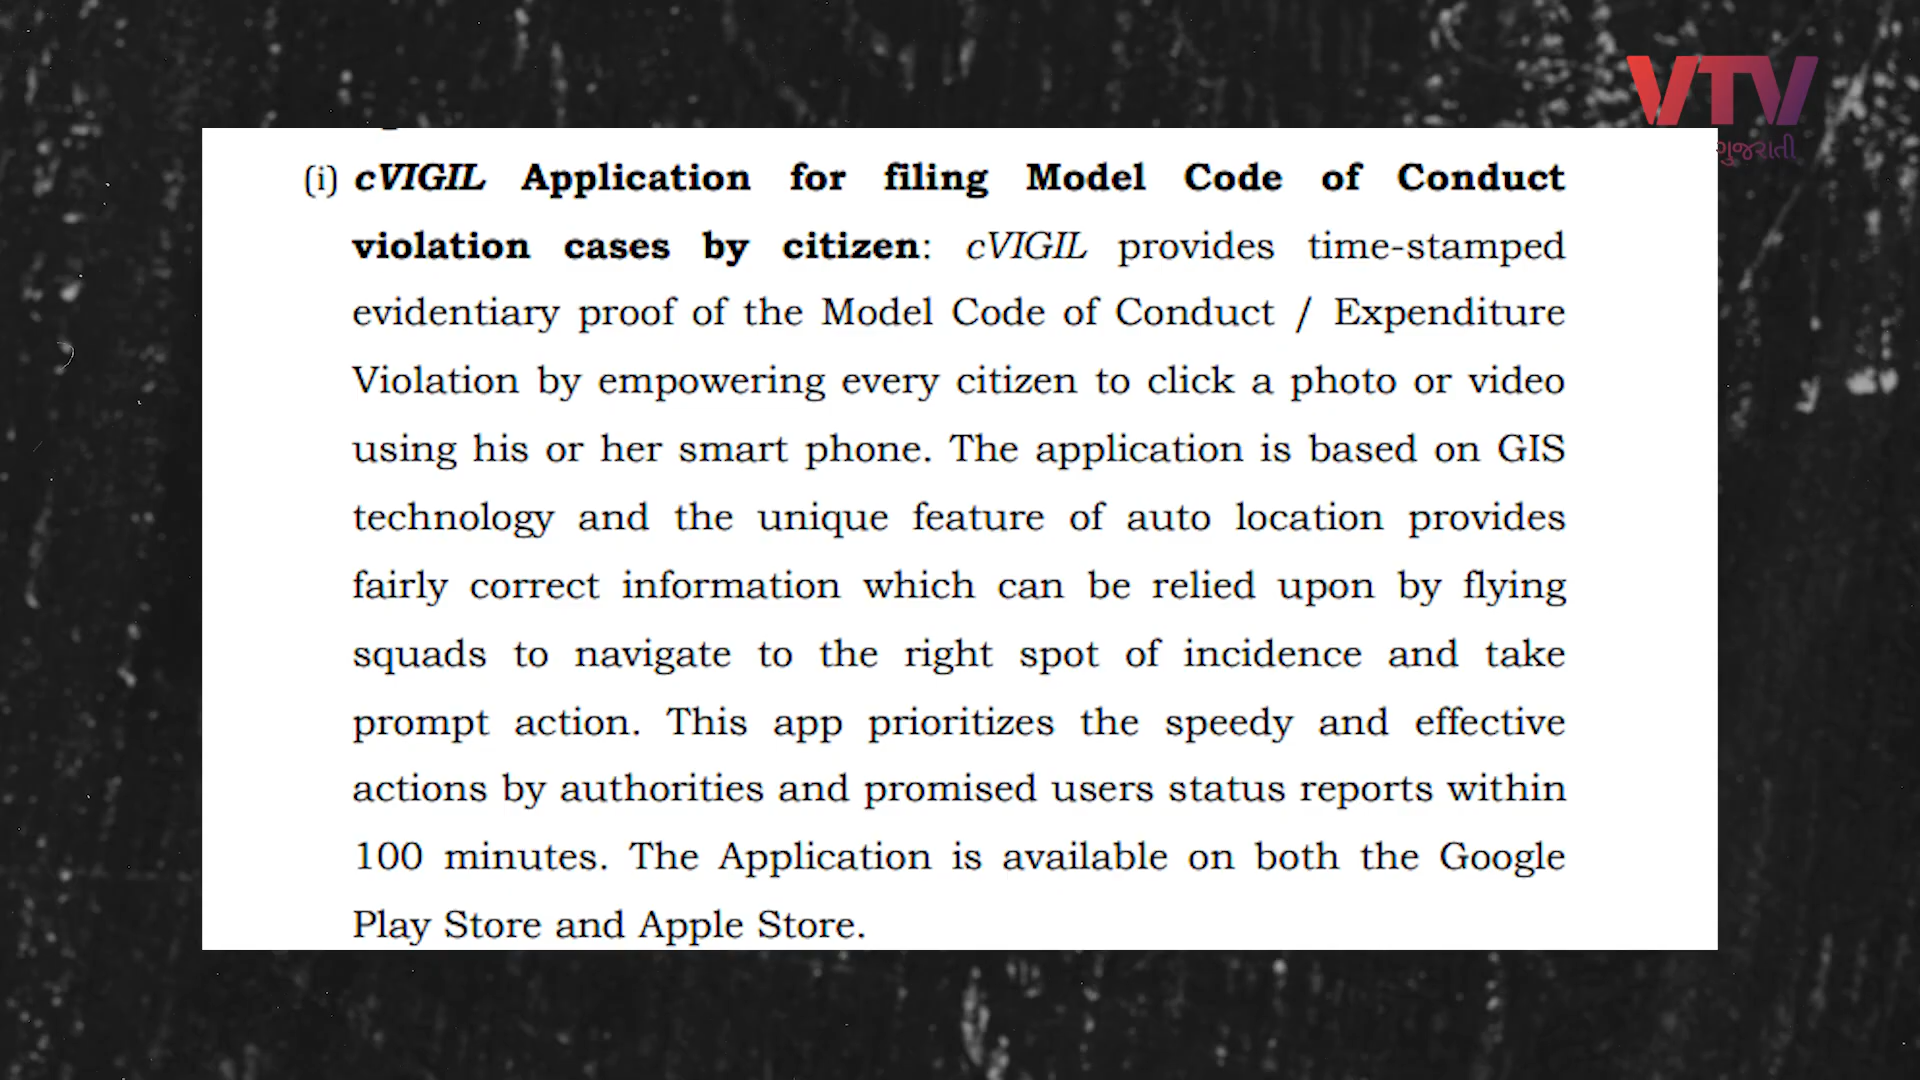 VTV
ગુજરાતી
(i) cVIGIL Application for filing Model Code of Conduct
violation cases by citizen: cVIGIL provides time-stamped
evidentiary proof of the Model Code of Conduct / Expenditure
Violation by empowering every citizen to click a photo or video
using his or her smart phone. The application is based on GIS
technology and the unique feature of auto location provides
fairly correct information which can be relied upon by flying
squads to navigate to the right spot of incidence and take
prompt action. This app prioritizes the speedy and effective
actions by authorities and promised users status reports within
100 minutes. The Application is available on both the Google
Play Store and Apple Store.